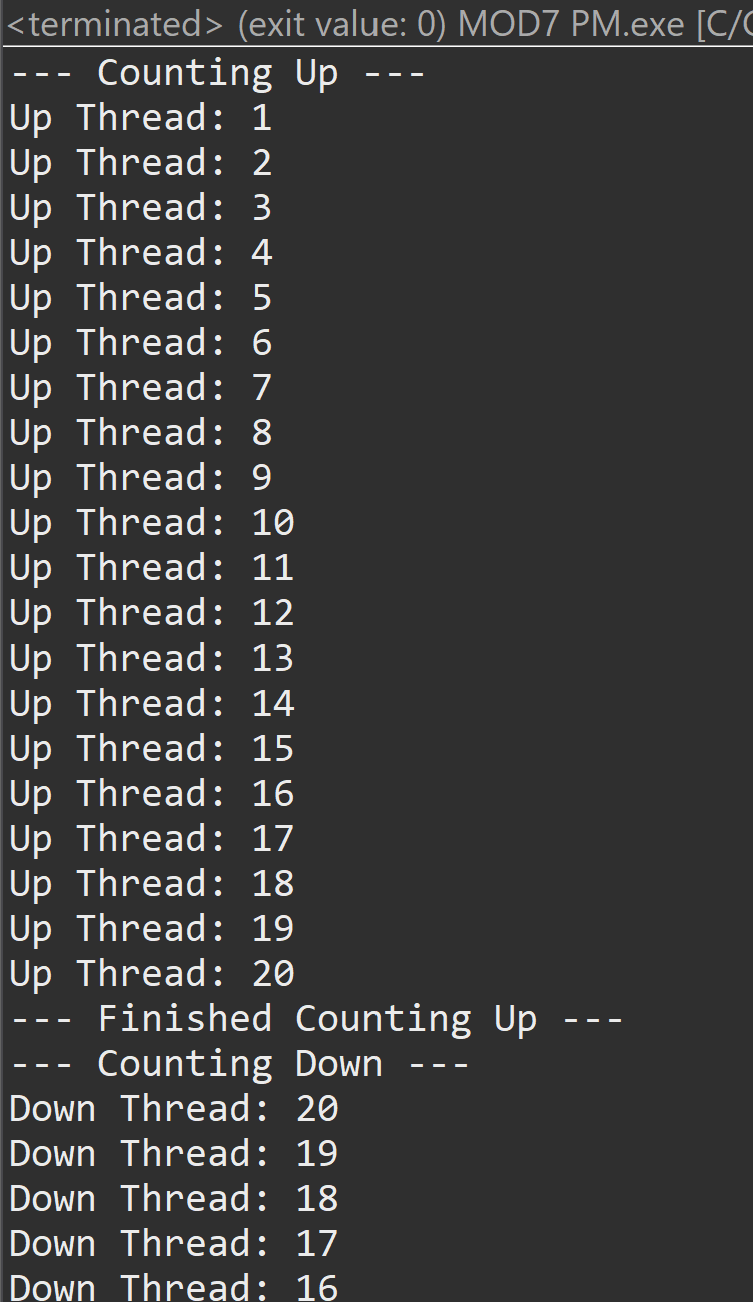 <terminated> (exit value: 0) MOD7 PM.exe [C/
--- Counting Up ---
Up Thread: 1
Up Thread: 2
Up Thread: 3
Up Thread: 4
Up Thread: 5
Up Thread: 6
Up Thread: 7
Up Thread: 8
Up Thread: 9
Up Thread: 10
Up Thread: 11
Up Thread: 12
Up Thread: 13
Up Thread: 14
Up Thread: 15
Up Thread: 16
Up Thread: 17
Up Thread: 18
Up Thread: 19
Up Thread: 20
--- Finished Counting Up ---
--- Counting Down ---
Down Thread: 20
Down Thread: 19
Down Thread: 18
Down Thread: 17
Down Thread: 16